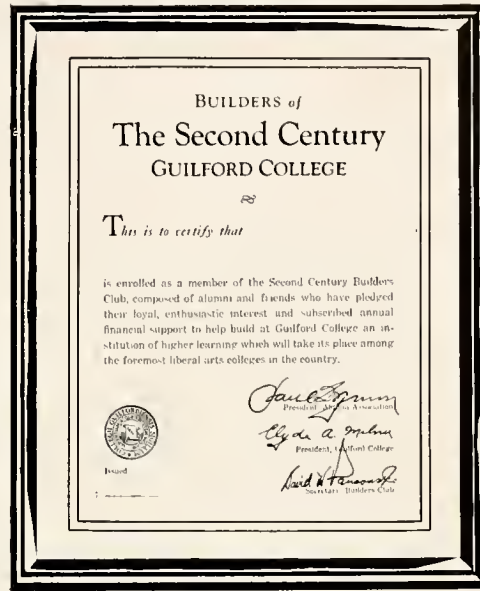 BUILDERS of
The Second Century
GUILFORD COLLEGE
This is to certify that
is enrolled as a member of the Second Century Builders
Club, composed of alumni and friends who have pledged
their loyal, enthusiastic interest and subscribed annual
financial support to help build at Guilford College an in-
stitution of higher learning which will take its place among
the foremost liberal arts colleges in the country.
President Alumni Association
Clyde A. Milner
President, Guilford College
David H. Parsons Jr.
Secretary Builders Club
Issued